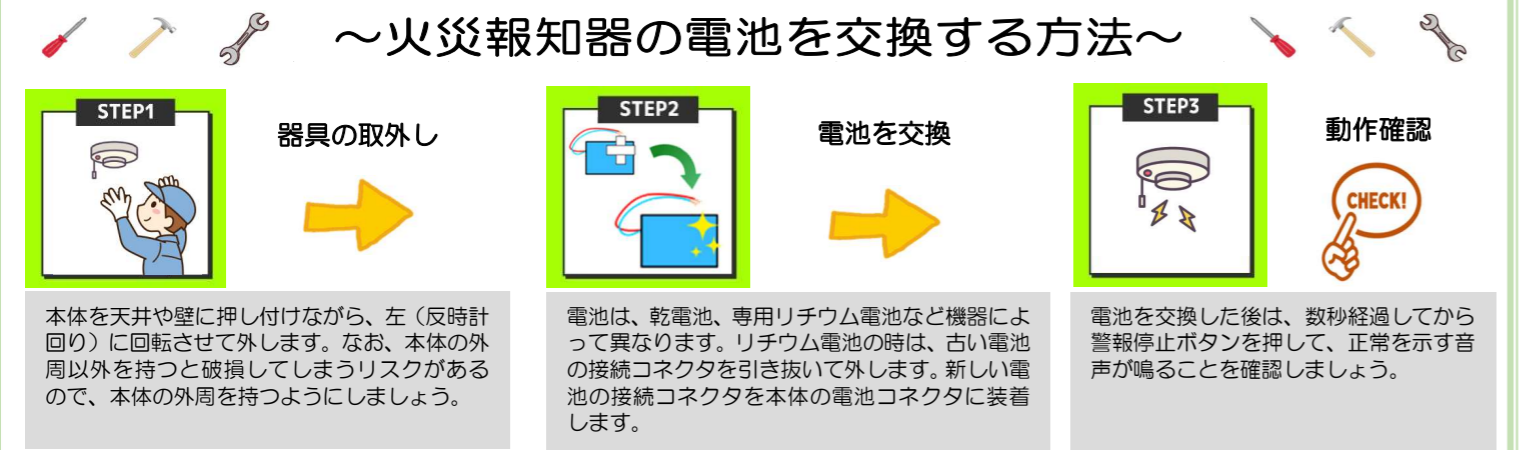 ～火災報知器の電池を交換する方法～
STEP1
器具の取外し
本体を天井や壁に押し付けながら、左（反時計
回り）に回転させて外します。なお、本体の外
周以外を持つと破損してしまうリスクがある
ので、本体の外周を持つようにしましょう。
STEP2
電池を交換
電池は、乾電池、専用リチウム電池など機器によ
って異なります。リチウム電池の時は、古い電池
の接続コネクタを引き抜いて外します。新しい電
池の接続コネクタを本体の電池コネクタに装着
します。
STEP3
動作確認
CHECK!
電池を交換した後は、数秒経過してから
警報停止ボタンを押して、正常を示す音
声が鳴ることを確認しましょう。